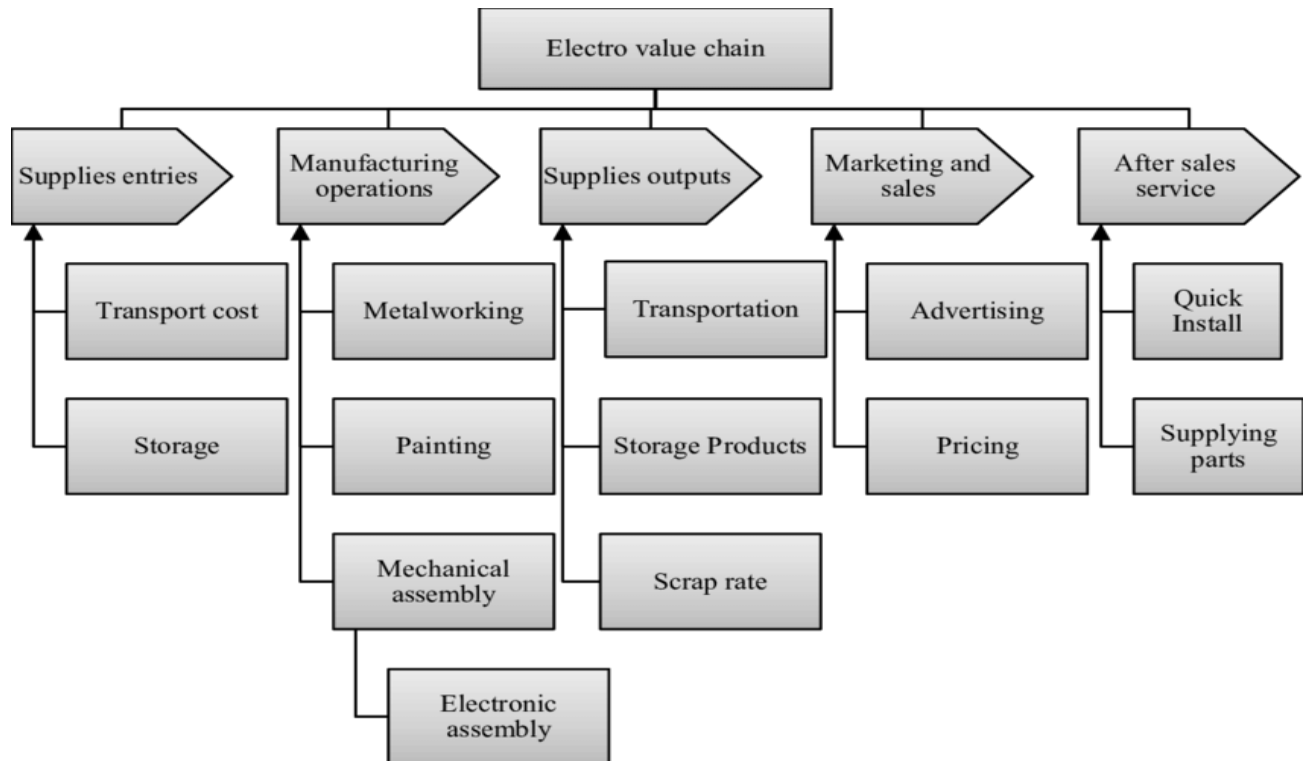 Electro value chain
Supplies entries
Manufacturing
operations
Supplies outputs
Marketing and
sales
After sales
service
Transport cost
Metalworking
Transportation
Advertising
Quick
Install
Storage
Painting
Storage Products
Pricing
Supplying
parts
Mechanical
assembly
Scrap rate
Electronic
assembly